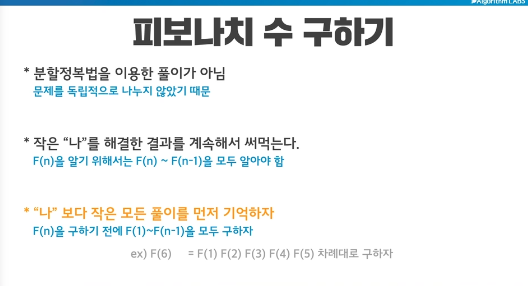 Algorithm LABS
피보나치 수 구하기
* 분할정복법을 이용한 풀이가 아님
문제를 독립적으로 나누지 않았기 때문
* 작은 “나”를 해결한 결과를 계속해서 써먹는다.
F(n)을 알기 위해서는 F(n) ~ F(n-1)을 모두 알아야 함
* “나” 보다 작은 모든 풀이를 먼저 기억하자
F(n)을 구하기 전에 F(1)~F(n-1)을 모두 구하자
ex) F(6) = F(1) F(2) F(3) F(4) F(5) 차례대로 구하자